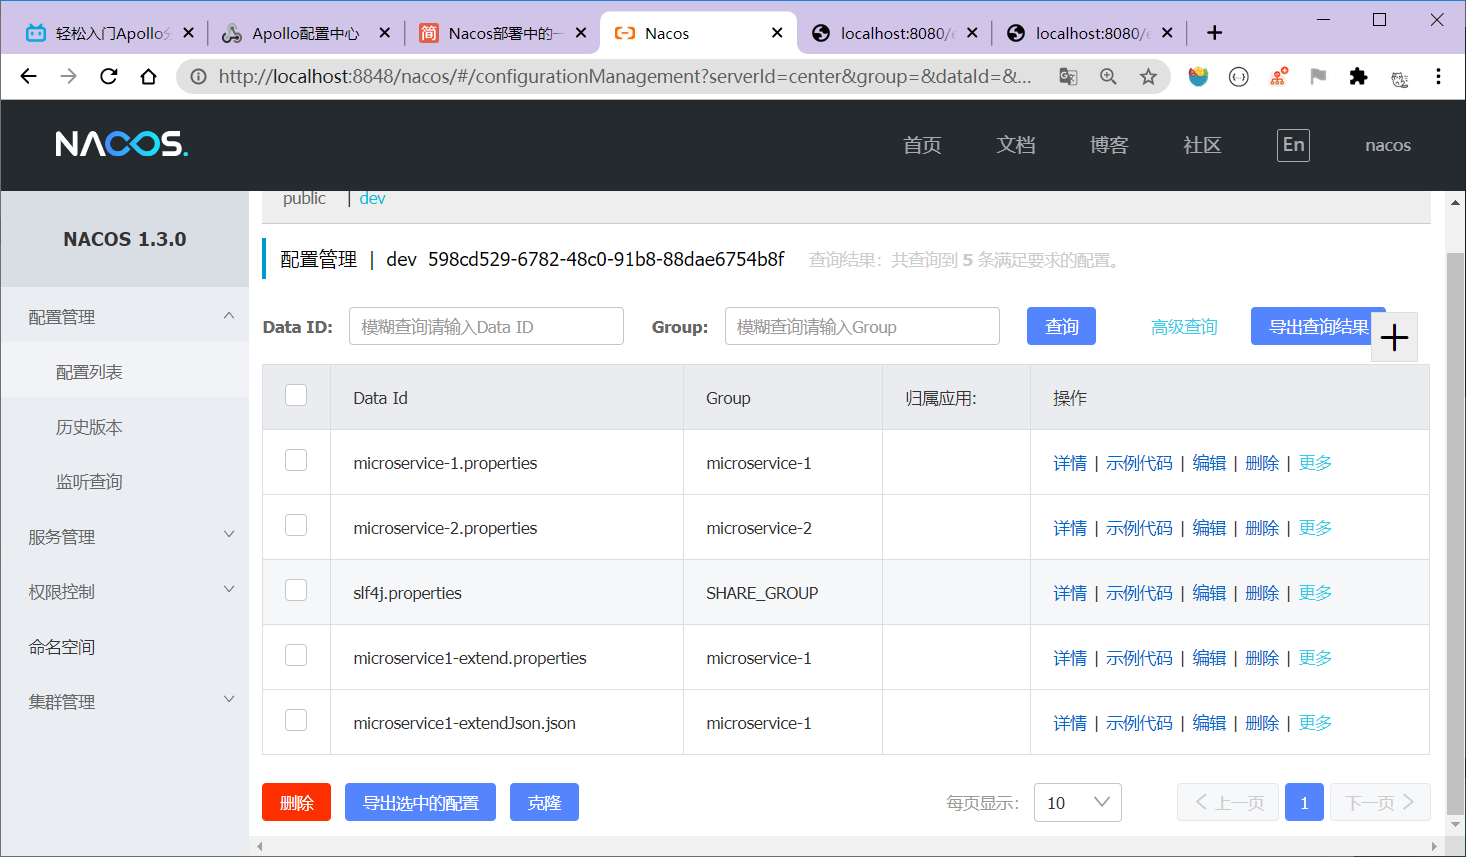 轻松入门Apollo分
Apollo配置中心
简
Nacos部署中的一
Nacos
localhost:8080/e
localhost:8080/e
http://localhost:8848/nacos/#/configurationManagement?serverId=center&group=&dataId=&...
NACOS.
首页
文档
博客
社区
En
nacos
public | dev
NACOS 1.3.0
配置管理
配置列表
历史版本
监听查询
服务管理
权限控制
命名空间
集群管理
配置管理 | dev 598cd529-6782-48c0-91b8-88dae6754b8f 查询结果：共查询到 5 条满足要求的配置。
Data ID: 模糊查询请输入Data ID Group: 模糊查询请输入Group 查询 高级查询 导出查询结果
Data Id Group 归属应用: 操作
microservice-1.properties microservice-1 详情 | 示例代码 | 编辑 | 删除 | 更多
microservice-2.properties microservice-2 详情 | 示例代码 | 编辑 | 删除 | 更多
slf4j.properties SHARE_GROUP 详情 | 示例代码 | 编辑 | 删除 | 更多
microservice1-extend.properties microservice-1 详情 | 示例代码 | 编辑 | 删除 | 更多
microservice1-extendJson.json microservice-1 详情 | 示例代码 | 编辑 | 删除 | 更多
删除 导出选中的配置 克隆 每页显示： 10 上一页 1 下一页